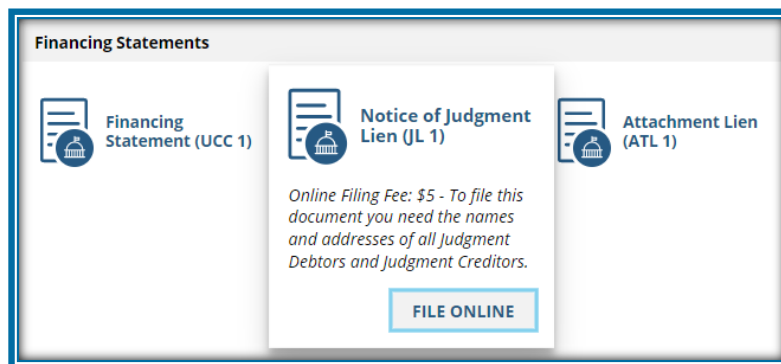 Financing Statements
Financing
Statement (UCC 1)
Notice of Judgment
Lien (JL 1)
Online Filing Fee: $5 - To file this
document you need the names
and addresses of all Judgment
Debtors and Judgment Creditors.
FILE ONLINE
Attachment Lien
(ATL 1)